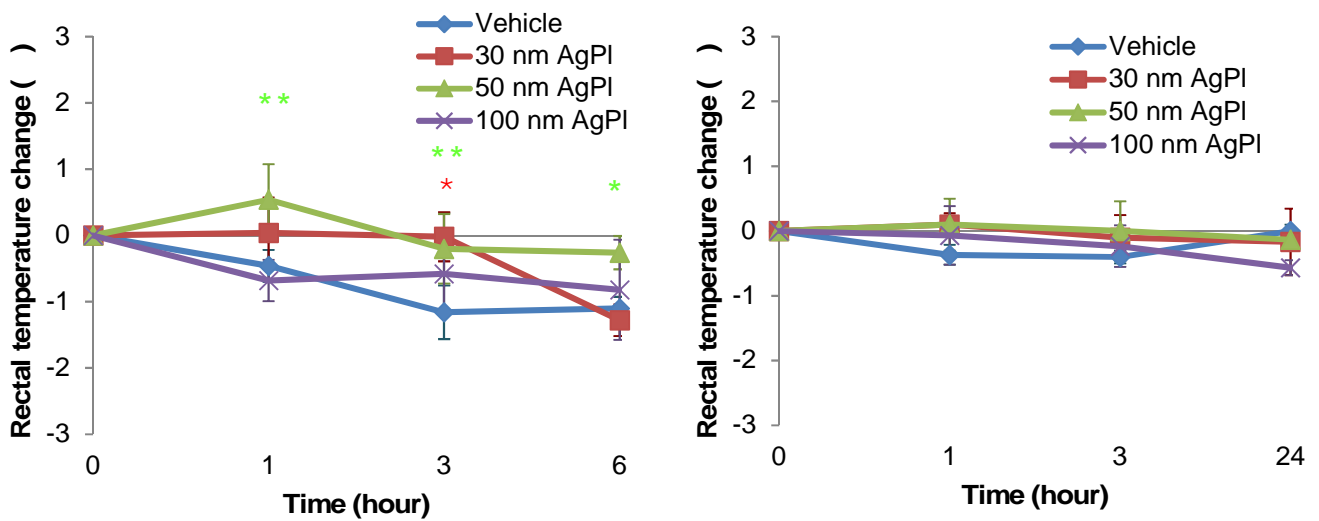 Vehicle
30 nm AgPl
50 nm AgPl
100 nm AgPl
** 
**
*
*
3
2
1
0
-1
-2
-3
0
1
3
6
Rectal temperature change ( )
Time (hour)
Vehicle
30 nm AgPl
50 nm AgPl
100 nm AgPl
3
2
1
0
-1
-2
-3
0
1
3
24
Rectal temperature change ( )
Time (hour)